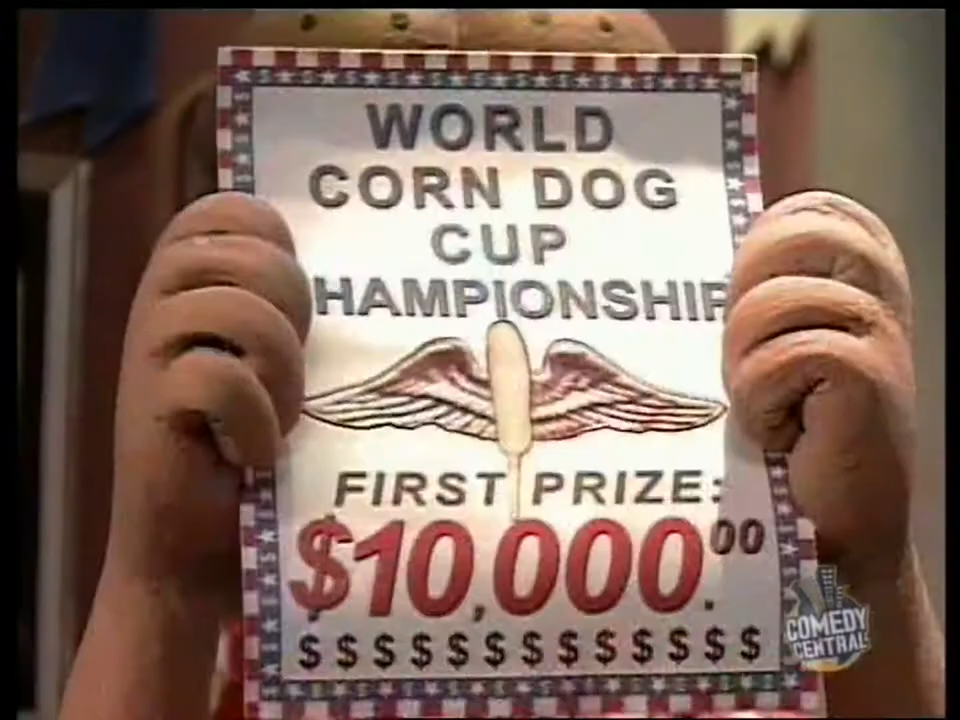 WORLD
CORN DOG
CUP
HAMPIONSHIP
FIRST PRIZE:
$10,000.00
$ $ $ $ $ $ $ $ $ $ $ $ $
COMEDY
CENTRAL